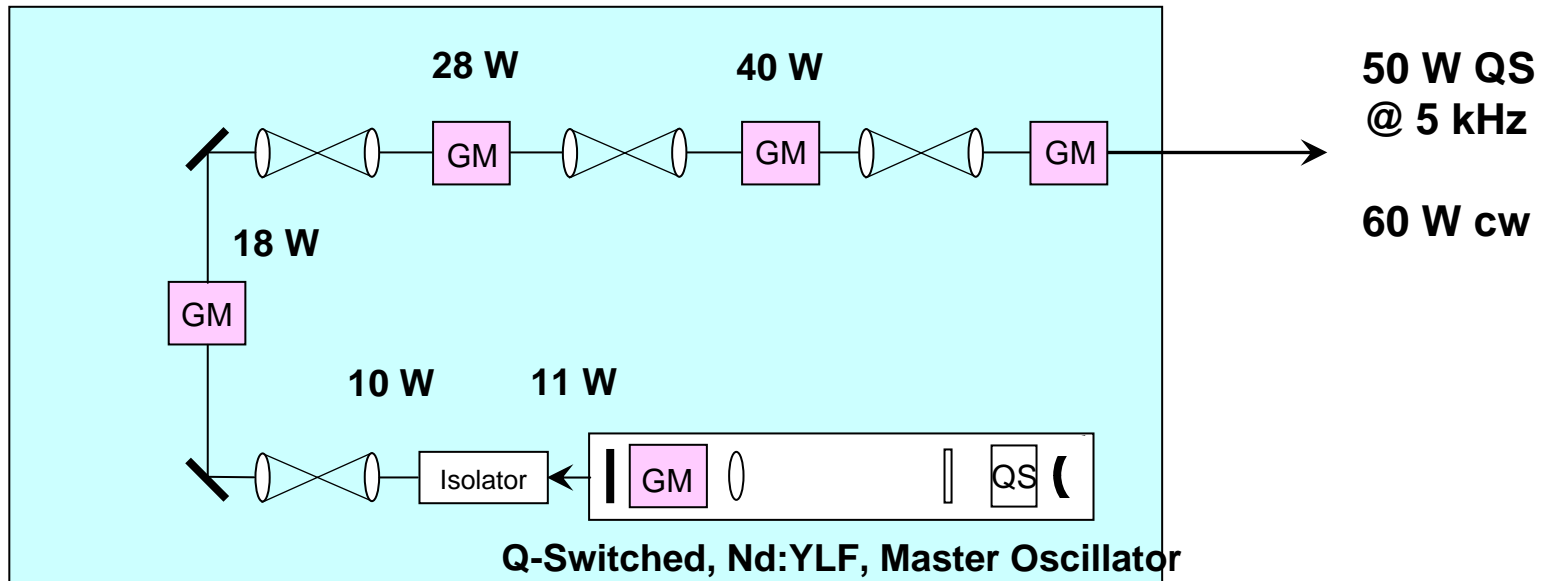 28 W
40 W
50 W QS
@ 5 kHz
GM
GM
GM
60 W cw
18 W
GM
10 W
11 W
Isolator
GM
QS
Q-Switched, Nd:YLF, Master Oscillator